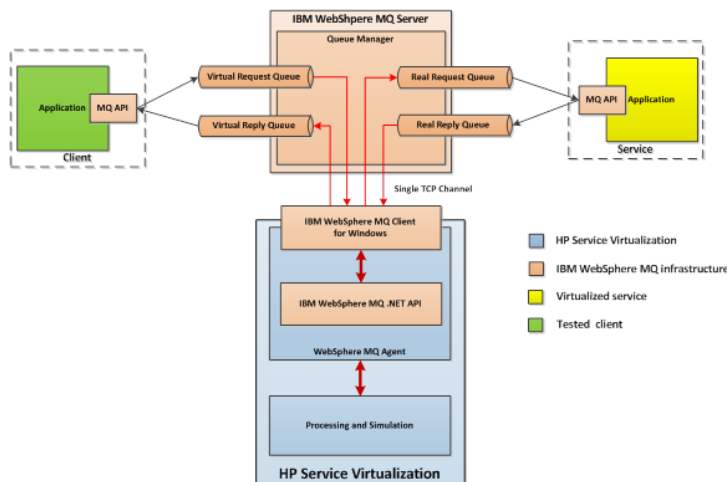 IBM WebShpere MQ Server
Queue Manager
Virtual Request Queue
Real Request Queue
Application
MQ API
MQ API
Application
Virtual Reply Queue
Real Reply Queue
Client
Service
Single TCP Channel
IBM WebSphere MQ Client
for Windows
HP Service Virtualization
IBM WebSphere MQ infrastructure
IBM WebSphere MQ .NET API
Virtualized service
Tested client
WebSphere MQ Agent
Processing and Simulation
HP Service Virtualization